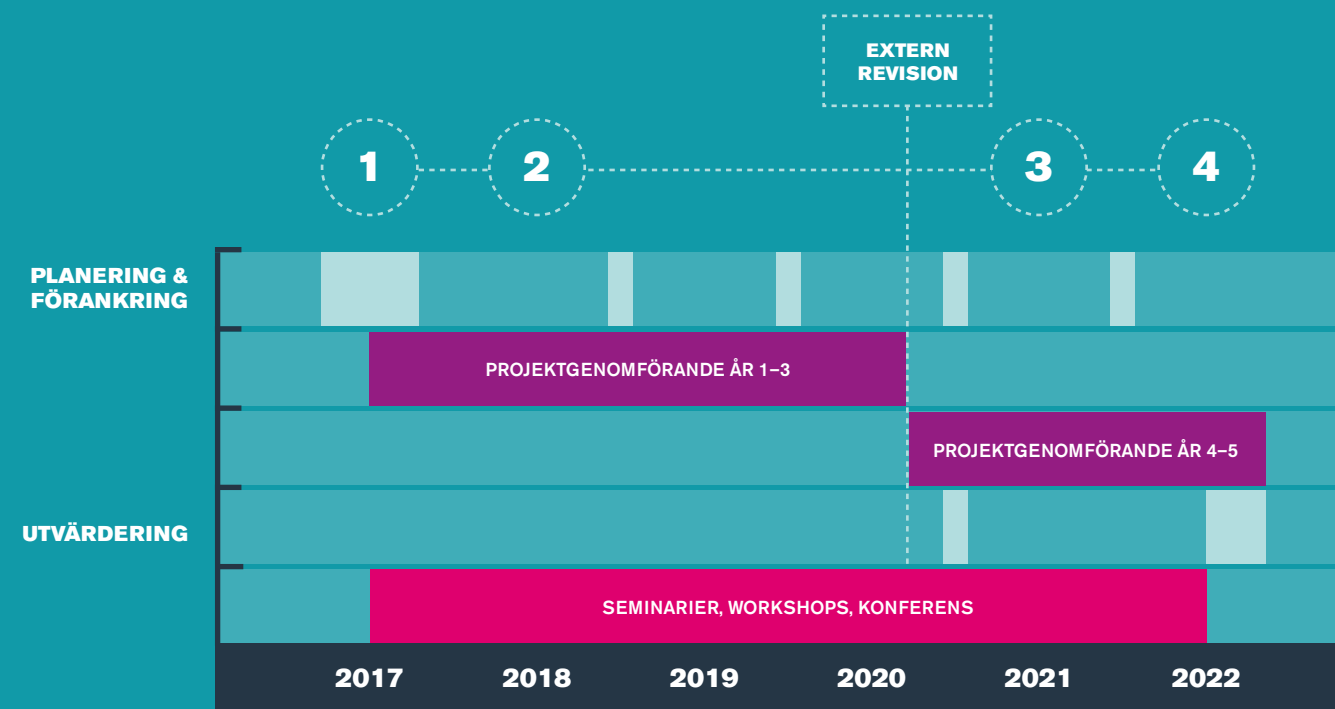 EXTERN
REVISION
1
2
3
4
PLANERING &
FÖRANKRING
PROJEKTGENOMFÖRANDE ÅR 1–3
PROJEKTGENOMFÖRANDE ÅR 4–5
UTVÄRDERING
SEMINARIER, WORKSHOPS, KONFERENS
2017
2018
2019
2020
2021
2022